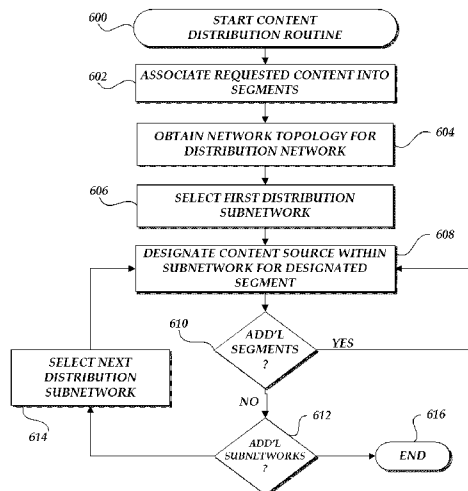 600
START CONTENT
DISTRIBUTION ROUTINE
602
ASSOCIATE REQUESTED CONTENT INTO
SEGMENTS
OBTAIN NETWORK TOPOLOGY FOR
DISTRIBUTION NETWORK
604
606
SELECT FIRST DISTRIBUTION
SUBNETWORK
608
DESIGNATE CONTENT SOURCE WITHIN
SUBNETWORK FOR DESIGNATED
SEGMENT
610
ADD'L
SEGMENTS
?
YES
SELECT NEXT
DISTRIBUTION
SUBNETWORK
614
NO
612
ADD'L
SUBNETWORKS
?
616
END